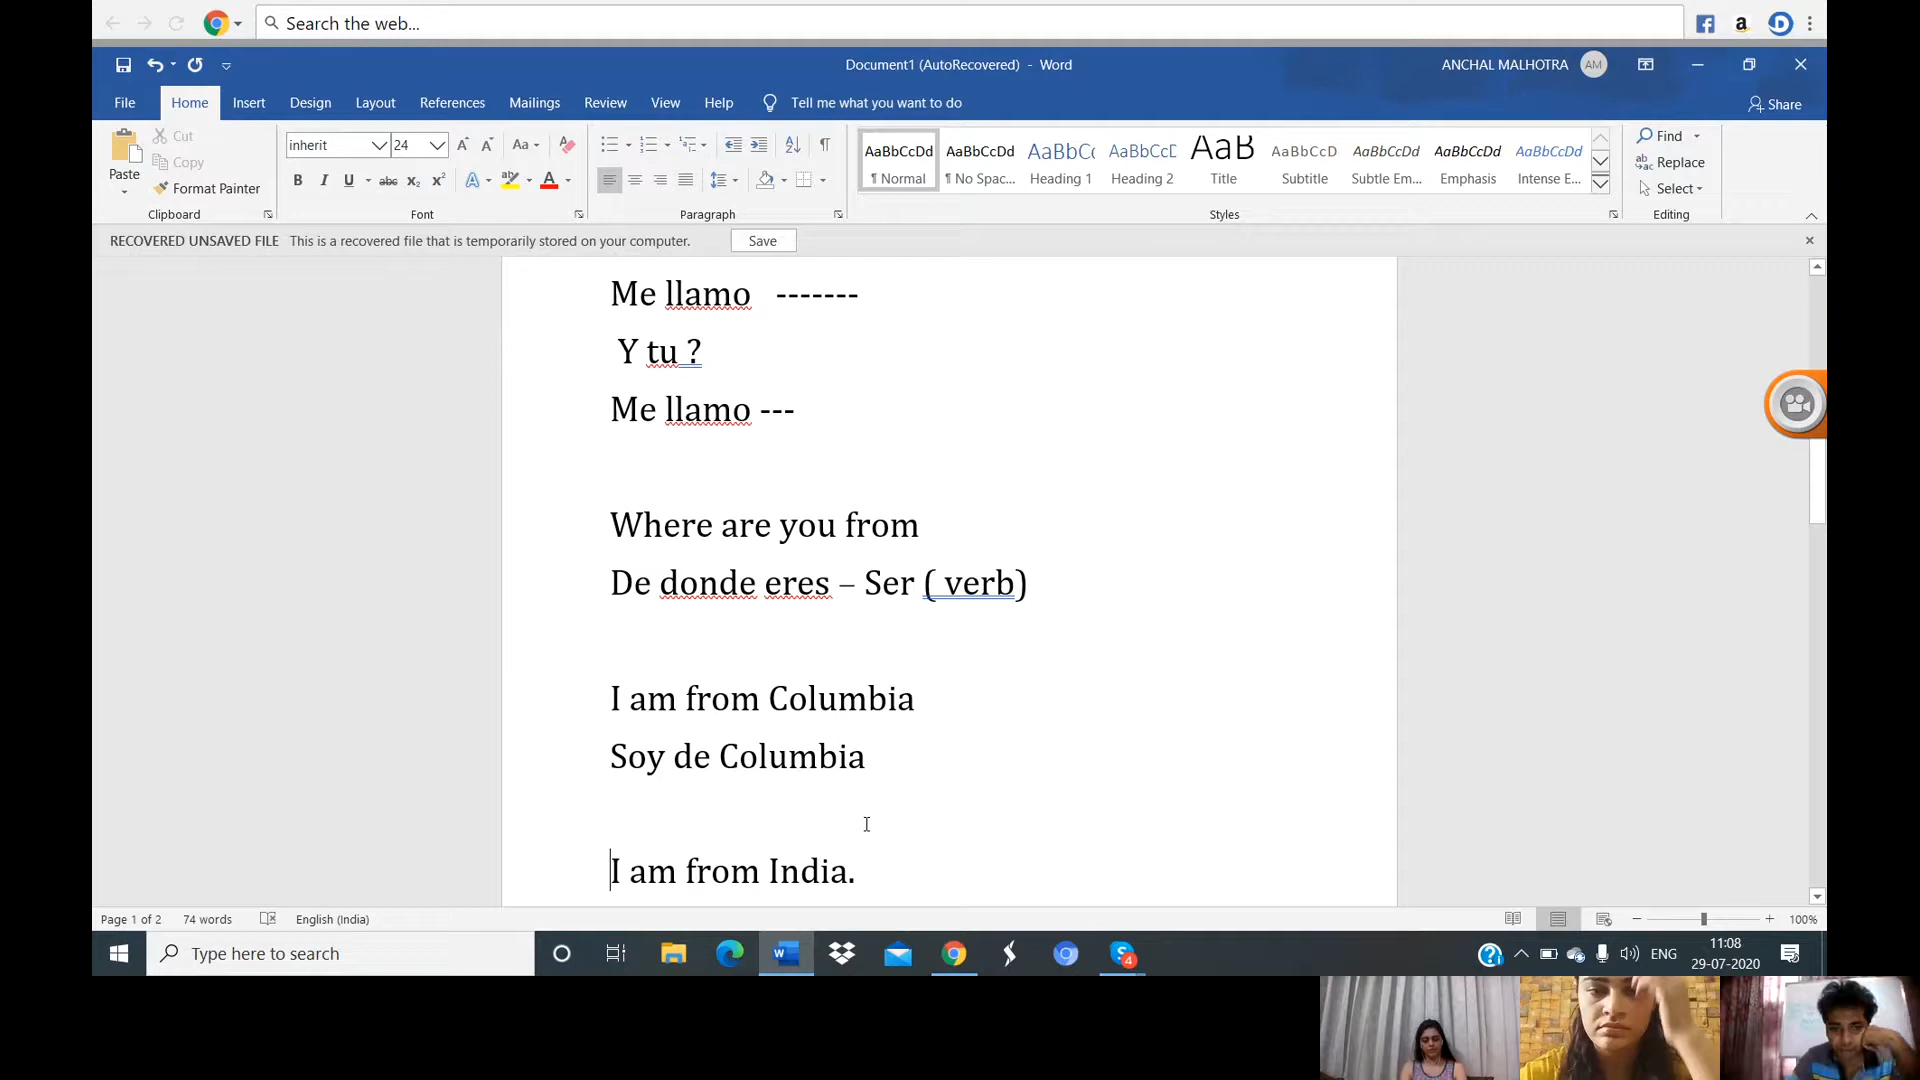 Search the web...
Document1 (AutoRecovered) - Word
ANCHAL MALHOTRA AM
File Home Insert Design Layout References Mailings Review View Help Tell me what you want to do
Share
Paste
Cut
Copy
Format Painter
Clipboard
inherit 24
Font
Paragraph
AaBbCcDd AaBbCcDd AaBbCc AaBbCcE AaB AaBbCcD AaBbCcDd AaBbCcDd AaBbCcDd
¶ Normal ¶ No Spac... Heading 1 Heading 2 Title Subtitle Subtle Em... Emphasis Intense E...
Styles
Find
Replace
Select
Editing
RECOVERED UNSAVED FILE This is a recovered file that is temporarily stored on your computer. Save
Me llamo -------
Y tu ?
Me llamo ---
Where are you from
De donde eres – Ser ( verb)
I am from Columbia
Soy de Columbia
I am from India.
Page 1 of 2 74 words English (India) 100%
Type here to search
4
ENG
11:08
29-07-2020